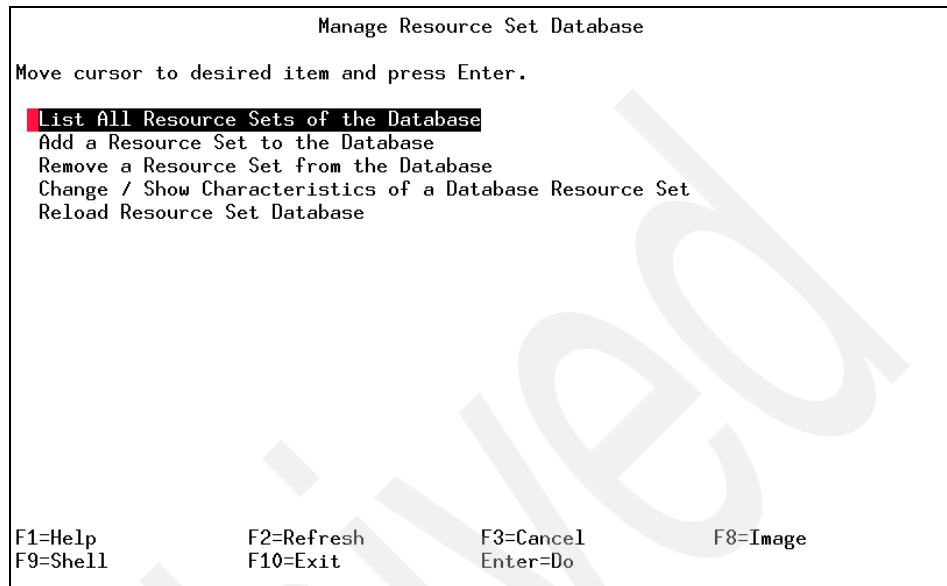 Manage Resource Set Database
Move cursor to desired item and press Enter.
List All Resource Sets of the Database
Add a Resource Set to the Database
Remove a Resource Set from the Database
Change / Show Characteristics of a Database Resource Set
Reload Resource Set Database
F1=Help F2=Refresh F3=Cancel F8=Image
F9=Shell F10=Exit Enter=Do